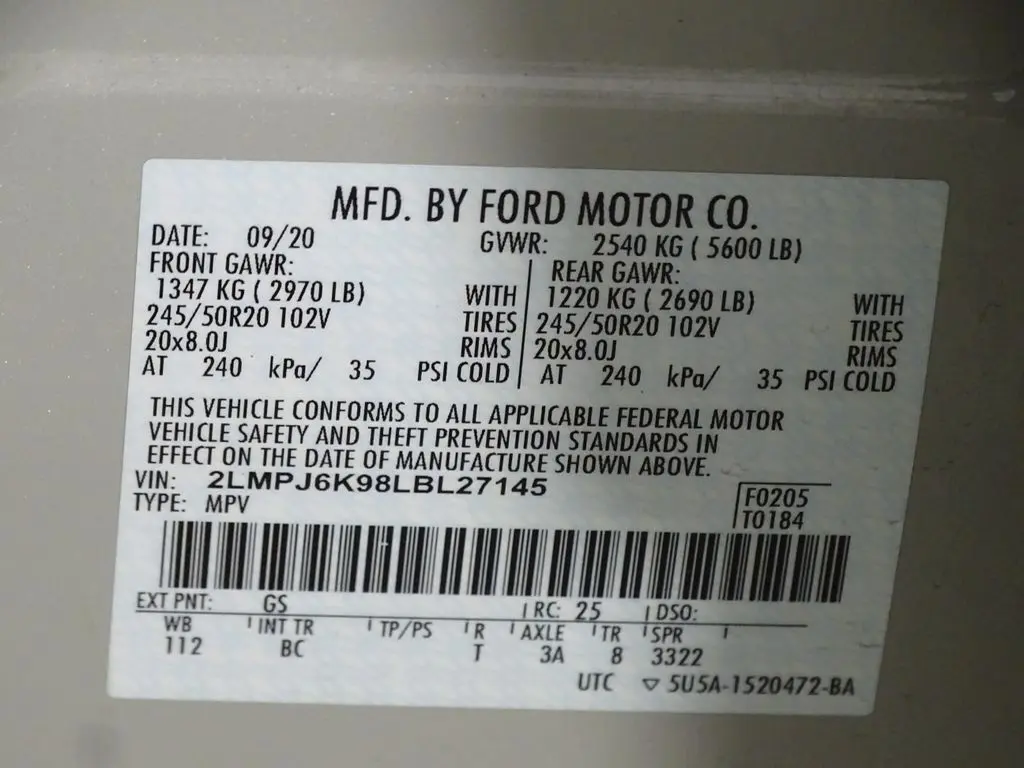 MFD. BY FORD MOTOR CO.
DATE: 09/20 GVWR: 2540 KG ( 5600 LB)
FRONT GAWR: REAR GAWR:
1347 KG ( 2970 LB) WITH 1220 KG ( 2690 LB) WITH
245/50R20 102V TIRES 245/50R20 102V TIRES
20x8.0J RIMS 20x8.0J RIMS
AT 240 kPa/ 35 PSI COLD AT 240 kPa/ 35 PSI COLD
THIS VEHICLE CONFORMS TO ALL APPLICABLE FEDERAL MOTOR
VEHICLE SAFETY AND THEFT PREVENTION STANDARDS IN
EFFECT ON THE DATE OF MANUFACTURE SHOWN ABOVE.
VIN: 2LMPJ6K98LBL27145
TYPE: MPV
F0205
T0184
EXT PNT: GS RC: 25 DSO:
WB INT TR TP/PS R AXLE TR SPR
112 BC T 3A 8 3322
UTC ▽ 5U5A-1520472-BA